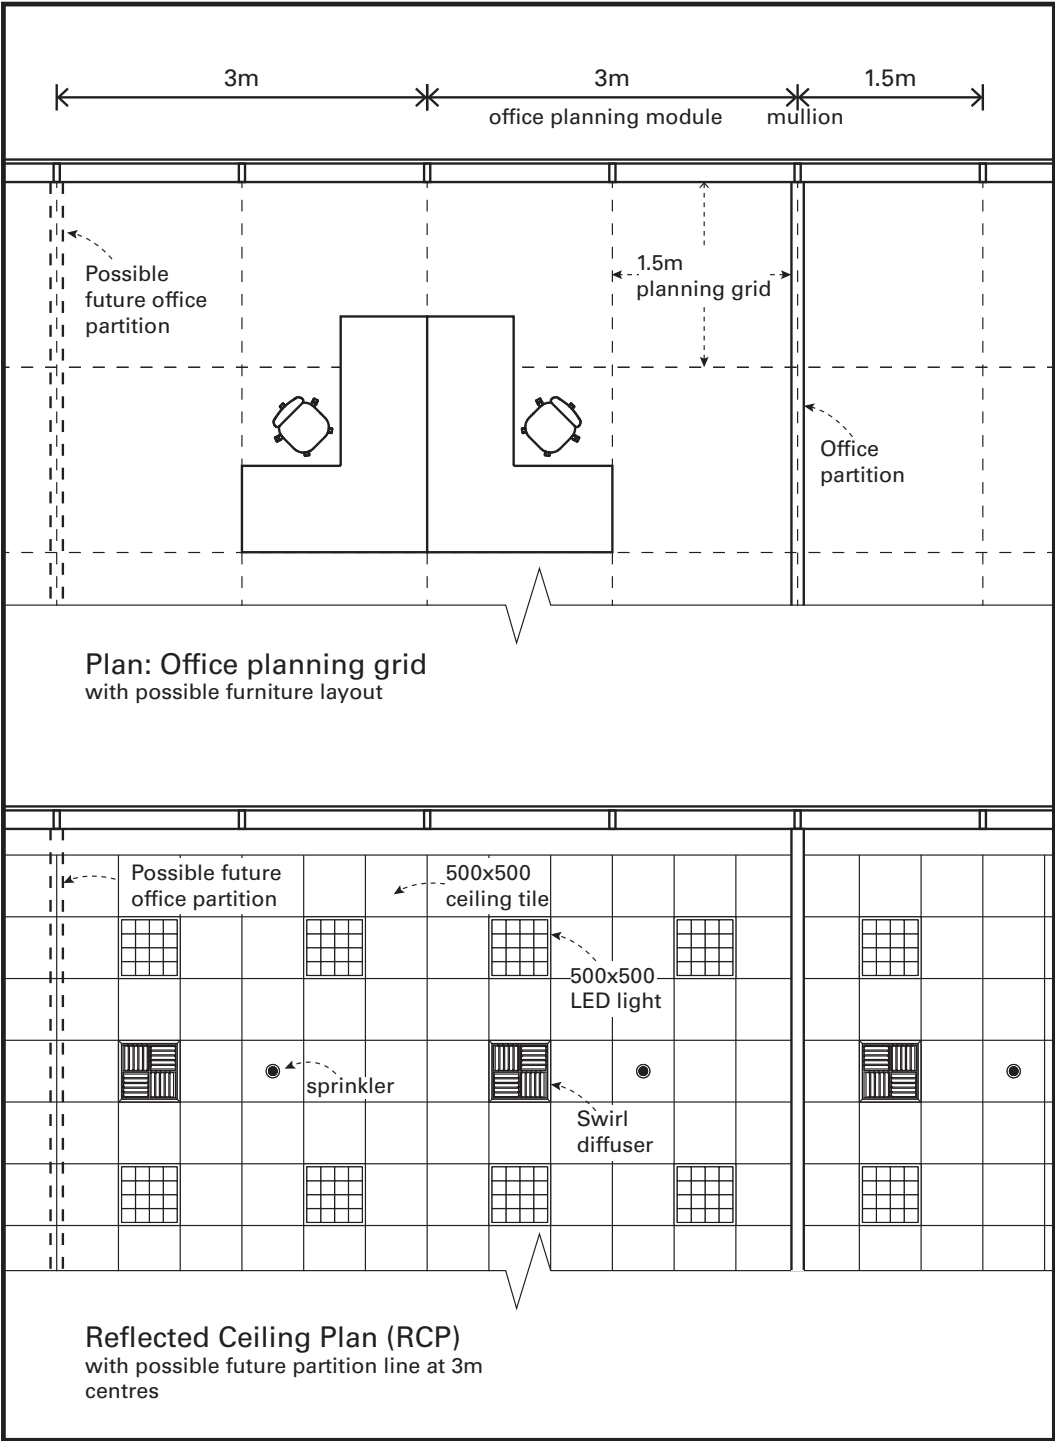 3m
3m
1.5m
office planning module
mullion
Possible
future office
partition
1.5m
planning grid
Office
partition
Plan: Office planning grid
with possible furniture layout
Possible future
office partition
500x500
ceiling tile
500x500
LED light
sprinkler
Swirl
diffuser
Reflected Ceiling Plan (RCP)
with possible future partition line at 3m
centres